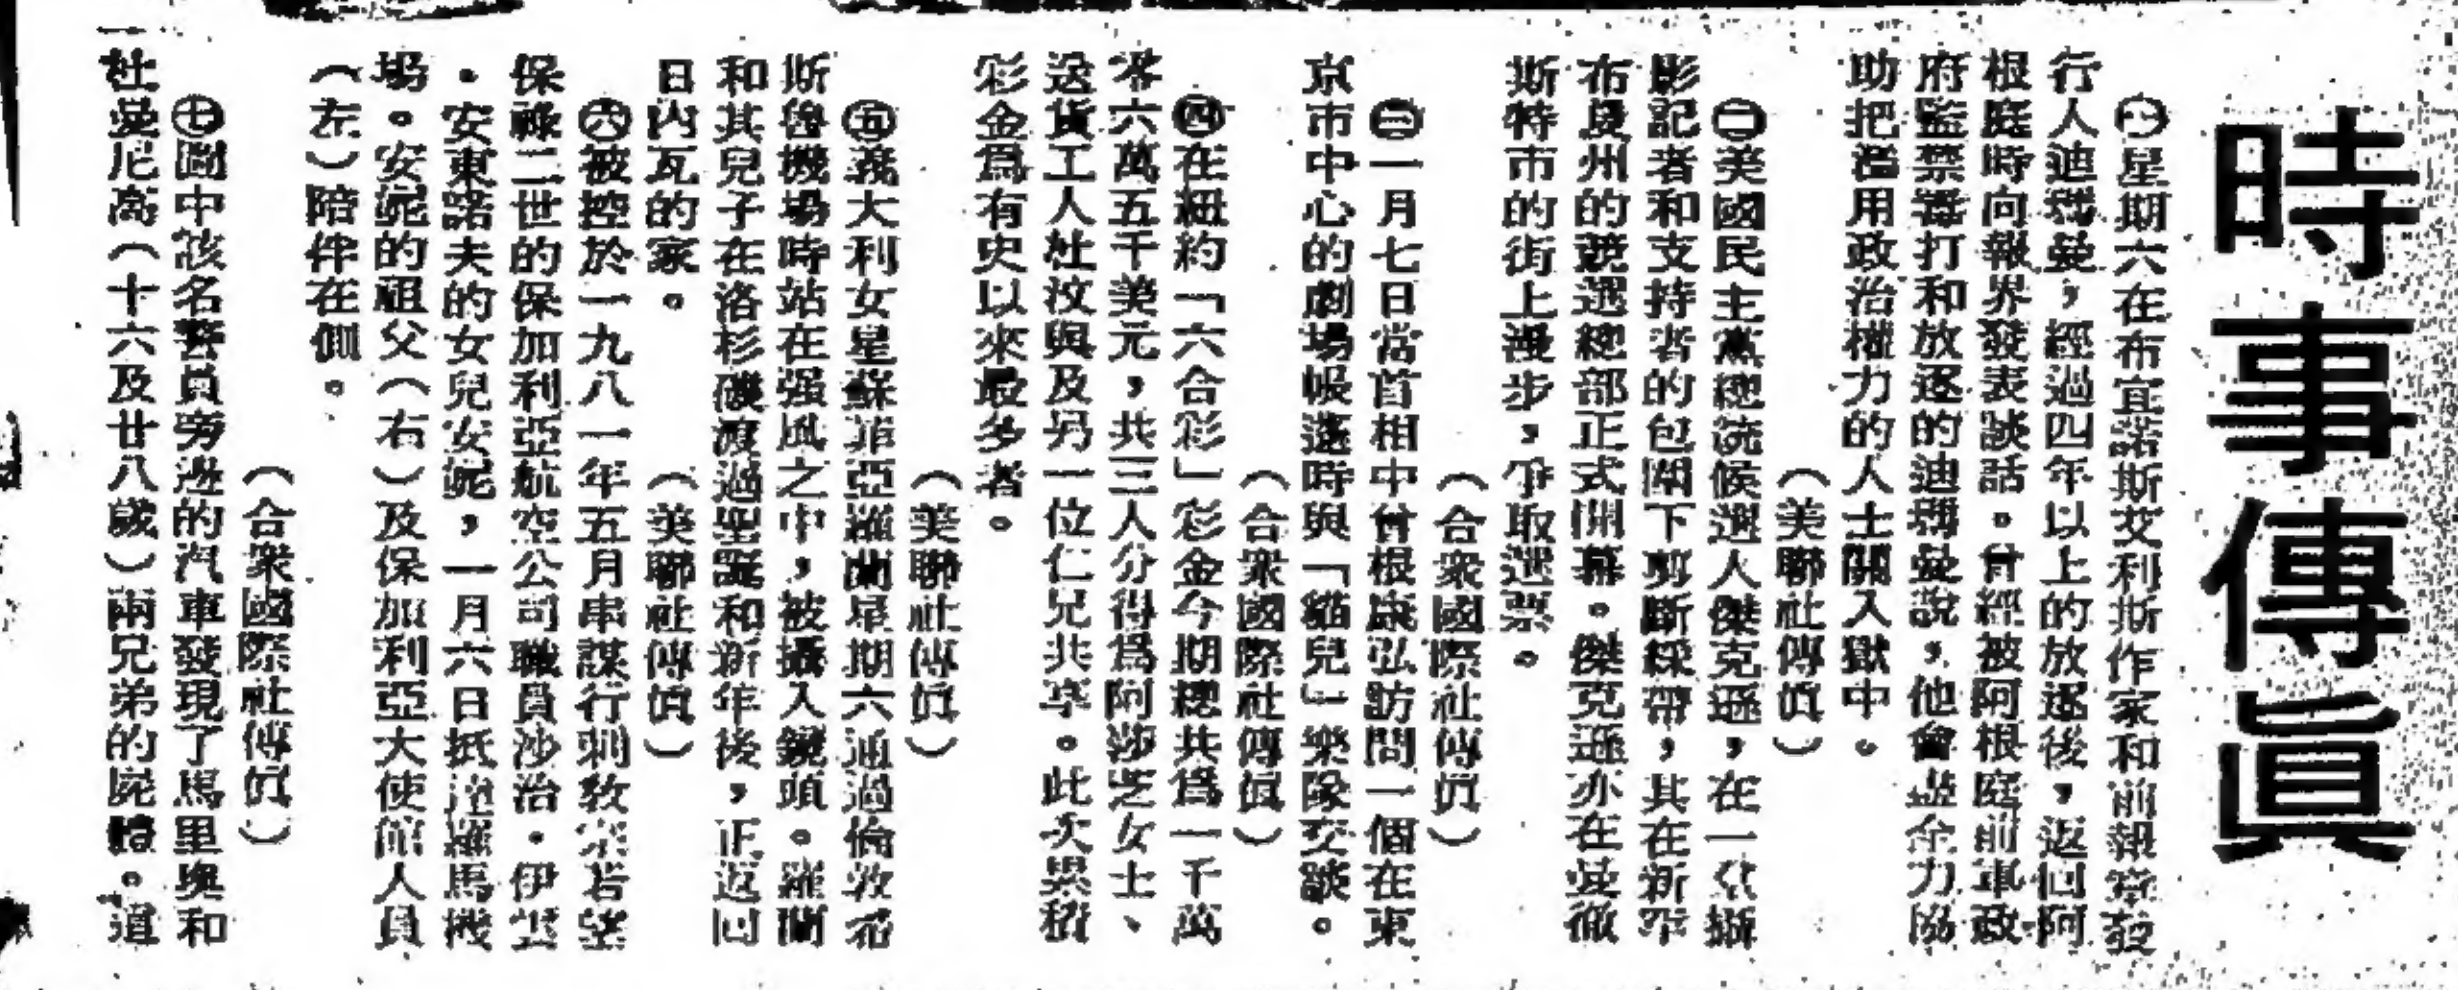 時事傳眞
㊀星期六在布宜諾斯艾利斯作家和前報章發
行人迪瑪曼，經過四年以上的放逐後，返回阿
根庭時向報界發表談話。曾經被阿根庭前軍政
府監禁毒打和放逐的迪瑪曼說，他會盡全力協
助把濫用政治權力的人士關入獄中。
（美聯社傳眞）
㊁美國民主黨總統候選人傑克遜，在一羣攝
影記者和支持者的包圍下剪斷綵帶，其在新罕
布夏州的競選總部正式開幕。傑克遜亦在曼徹
斯特市的街上漫步，爭取選票。
（合衆國際社傳眞）
㊂一月七日當首相中曾根康弘訪問一個在東
京市中心的劇場帳蓬時與「貓兒」樂隊交談。
（合衆國際社傳眞）
㊃在紐約「六合彩」彩金今期總共爲一千萬
零六萬五千美元，共三人分得爲阿莎芝女士、
送貨工人杜汶與及另一位仁兄共享。此次累積
彩金爲有史以來最多者。
（美聯社傳眞）
㊄義大利女星蘇菲亞羅蘭星期六通過倫敦希
斯魯機場時站在强風之中，被攝入鏡頭。羅蘭
和其兒子在洛杉磯渡過聖誕和新年後，正返回
日內瓦的家。
（美聯社傳眞）
㊅被控於一九八一年五月串謀行刺敎宗若望
保祿二世的保加利亞航空公司職員沙治·伊雲
·安東諾夫的女兒安妮，一月六日抵達羅馬機
場。安妮的祖父（右）及保加利亞大使館人員
（左）陪伴在側。
（合衆國際社傳眞）
㊆圖中該名警員旁邊的汽車發現了馬里奥和
杜曼尼高（十六及廿八歲）兩兄弟的屍體。這